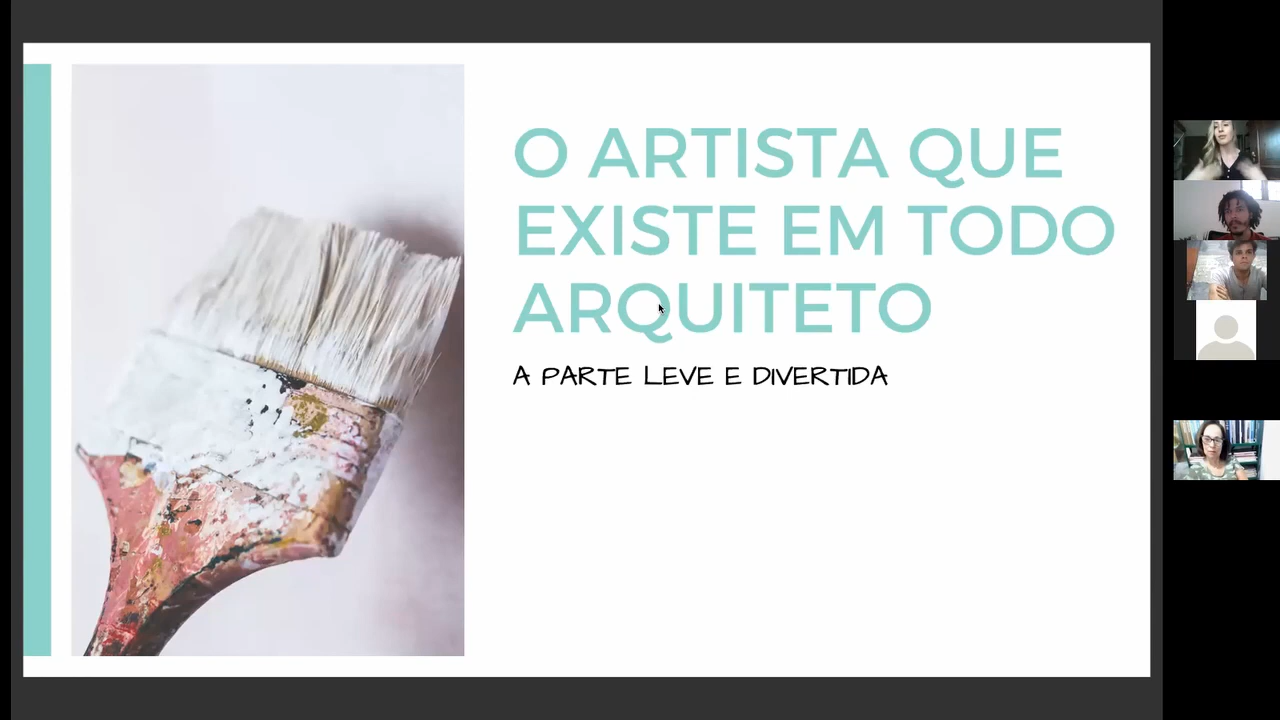 O ARTISTA QUE
EXISTE EM TODO
ARQUITETO
A PARTE LEVE E DIVERTIDA